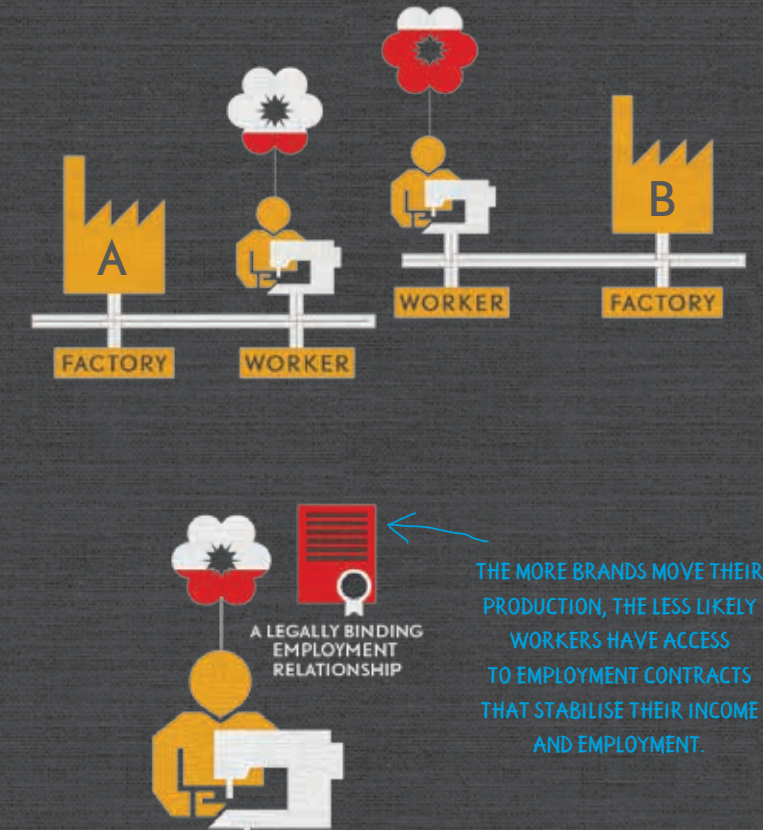 A
FACTORY
WORKER
B
WORKER
FACTORY
A LEGALLY BINDING
EMPLOYMENT
RELATIONSHIP
THE MORE BRANDS MOVE THEIR
PRODUCTION, THE LESS LIKELY
WORKERS HAVE ACCESS
TO EMPLOYMENT CONTRACTS
THAT STABILISE THEIR INCOME
AND EMPLOYMENT.